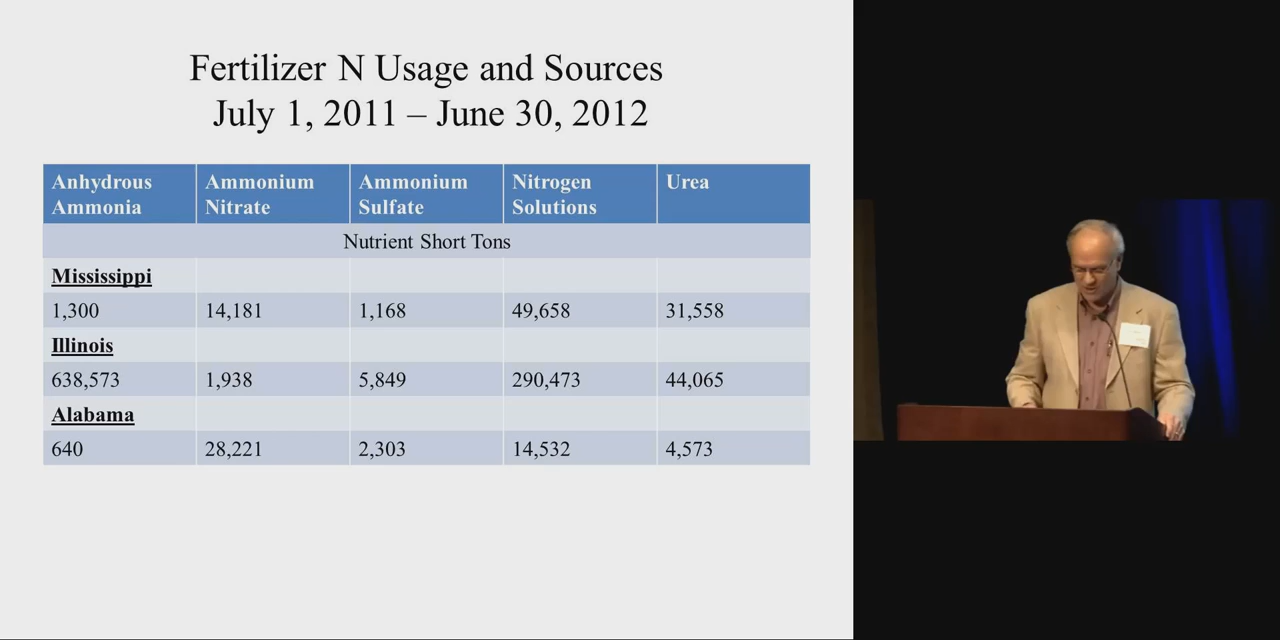 Fertilizer N Usage and Sources
July 1, 2011 – June 30, 2012
Anhydrous Ammonia Ammonium Nitrate Ammonium Sulfate Nitrogen Solutions Urea
Nutrient Short Tons
Mississippi
1,300 14,181 1,168 49,658 31,558
Illinois
638,573 1,938 5,849 290,473 44,065
Alabama
640 28,221 2,303 14,532 4,573